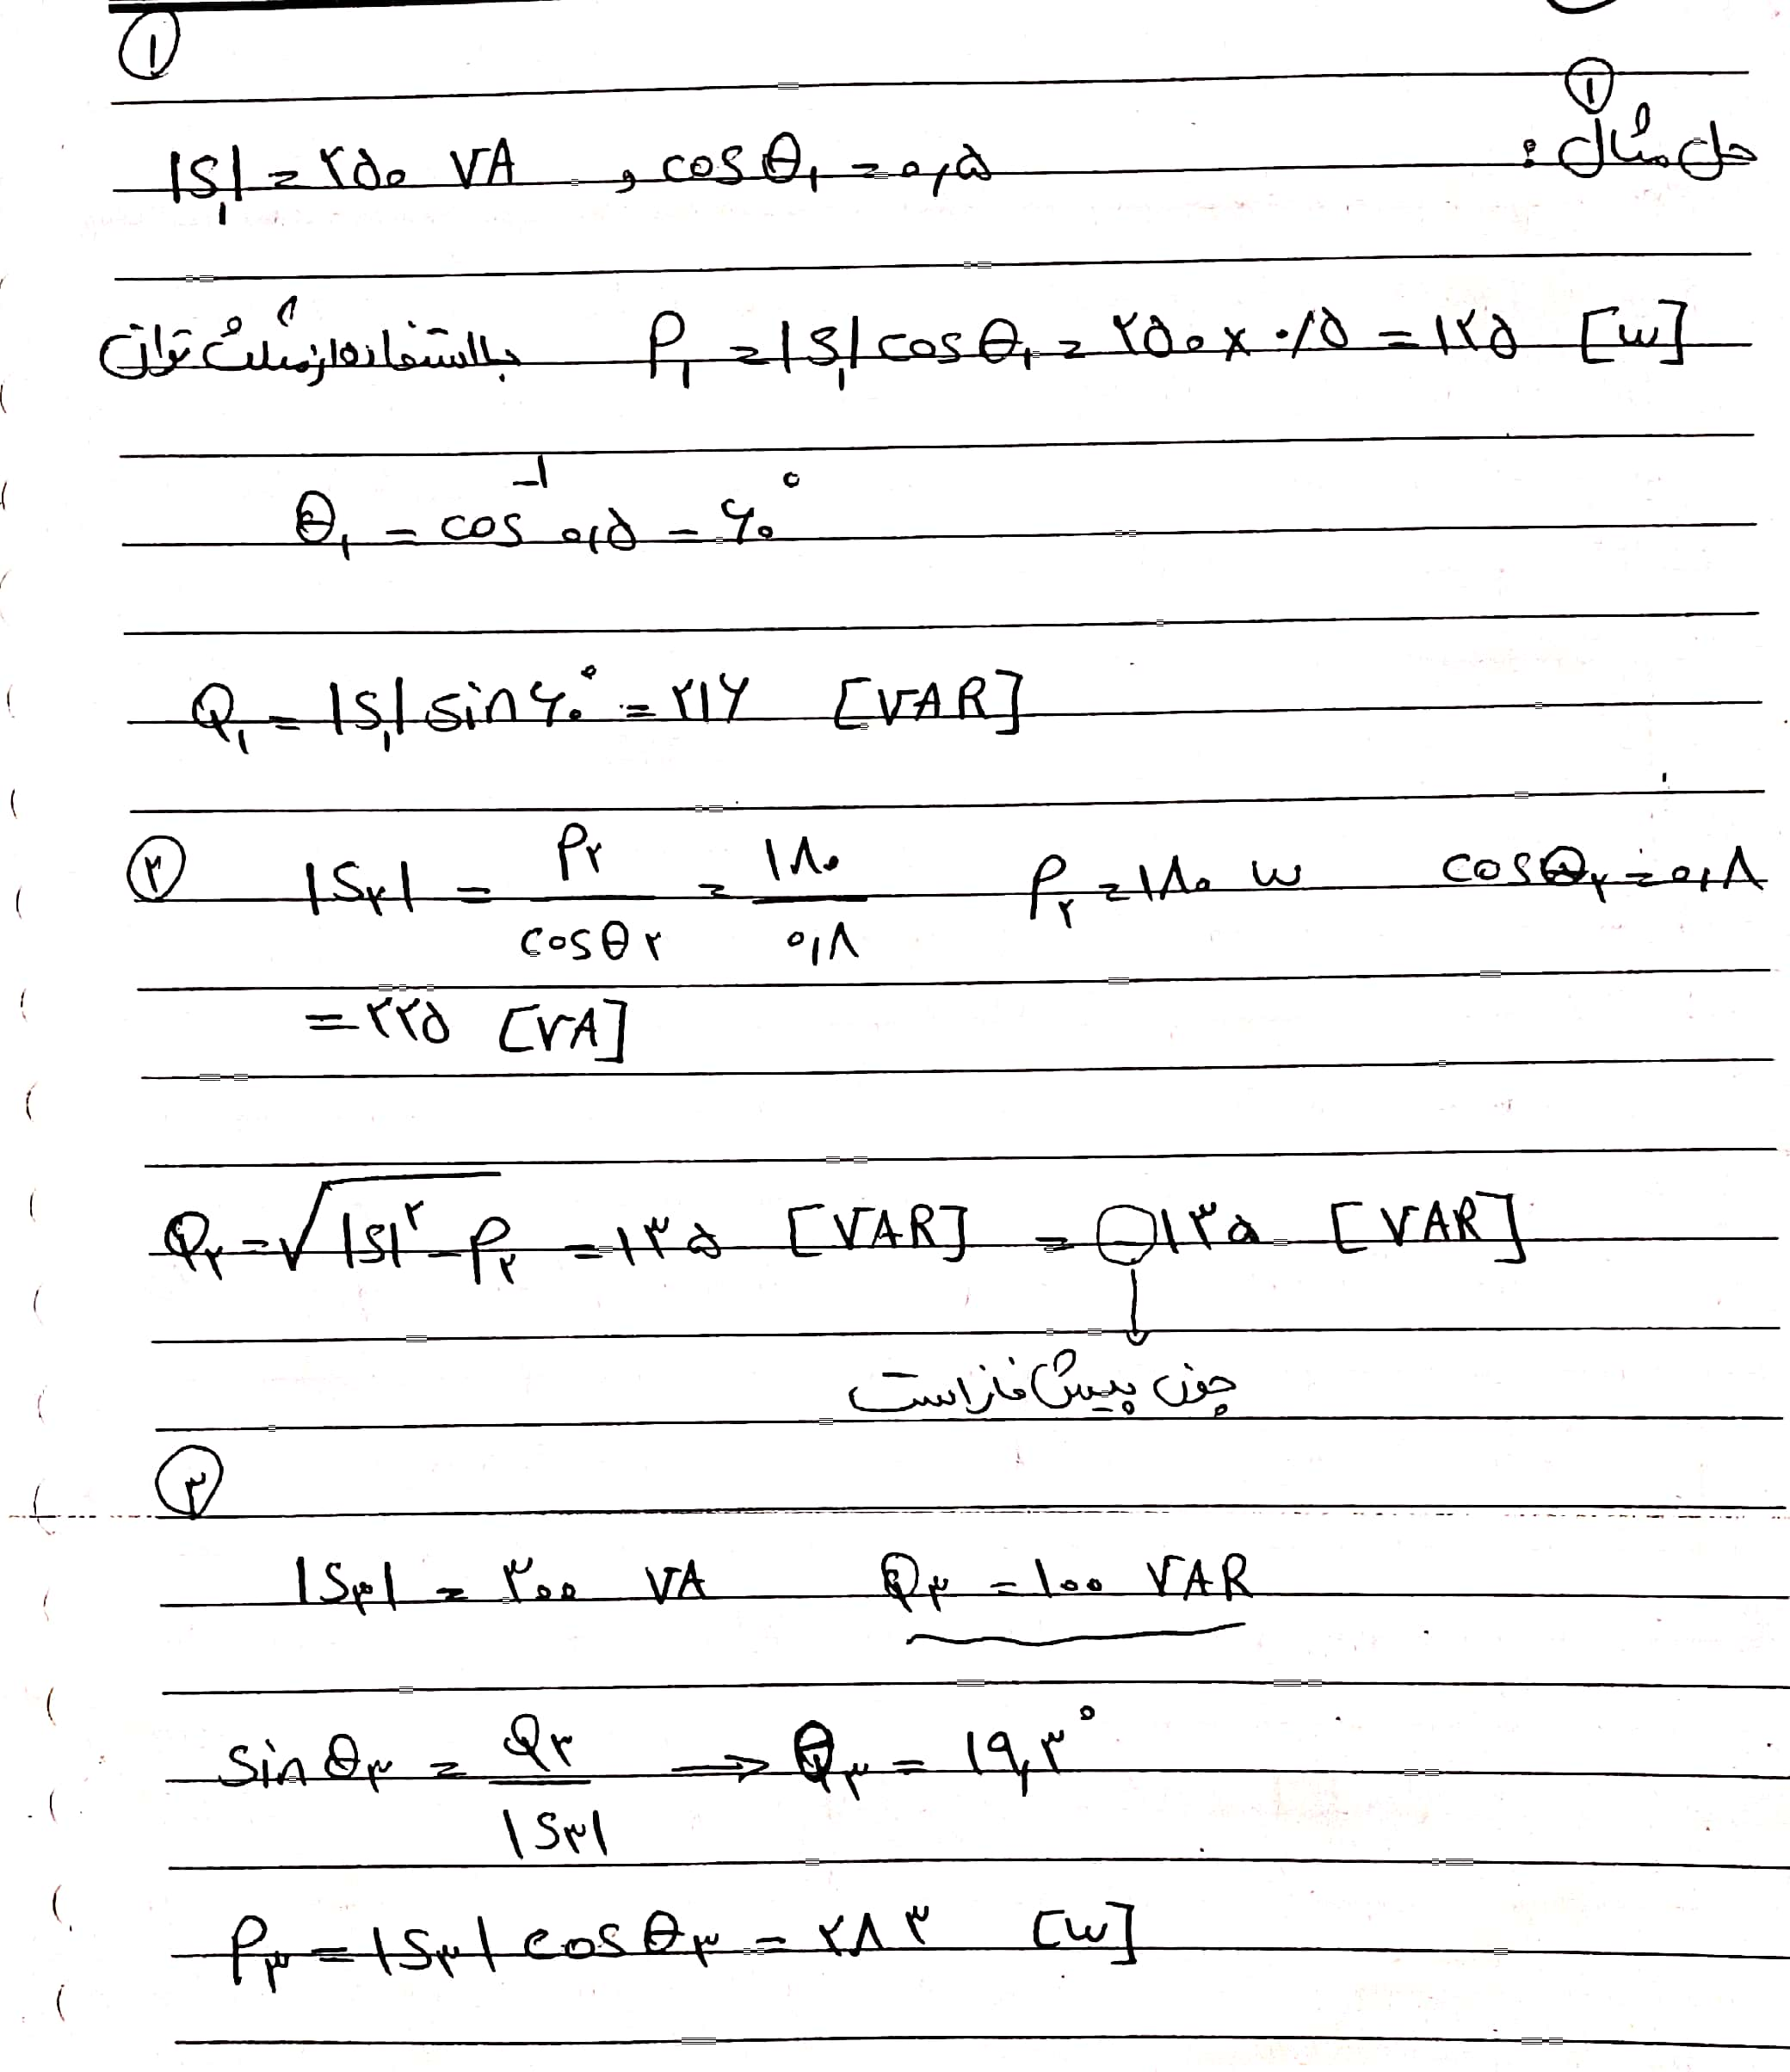 ①
حل مثال ①:
|S₁| = ۲۵۰ VA , cos θ₁ = ۰٫۵
P₁ = |S₁| cos θ₁ = ۲۵۰ × ۰/۵ = ۱۲۵ [W] با استفاده از مثلث توان
θ₁ = cos⁻¹ ۰٫۵ = ۶۰°
Q₁ = |S₁| sin ۶۰° = ۲۱۶ [VAR]
② |S₂| = P₂ / cos θ₂ = ۱۸۰ / ۰٫۸ P₂ = ۱۸۰ W cos θ₂ = ۰٫۸
= ۲۲۵ [VA]
Q₂ = √|S|² - P₂ = ۱۳۵ [VAR] = ⊖۱۳۵ [VAR]
چون پیش فاز است
③
|S₃| = ۳۰۰ VA Q₃ = ۱۰۰ VAR
sin θ₃ = Q₃ / |S₃| ⇒ θ₃ = ۱۹٫۳°
P₃ = |S₃| cos θ₃ = ۲۸۳ [W]